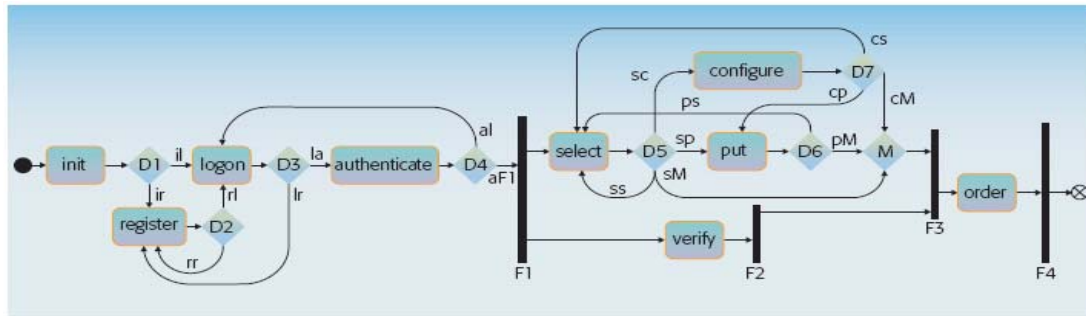 cs
configure
D7
sc
cp
cM
ps
al
init
D1
il
logon
D3
la
authenticate
D4
aF1
select
D5
sp
put
D6
pM
M
ir
rl
lr
ss
sM
order
register
D2
verify
rr
F1
F2
F3
F4